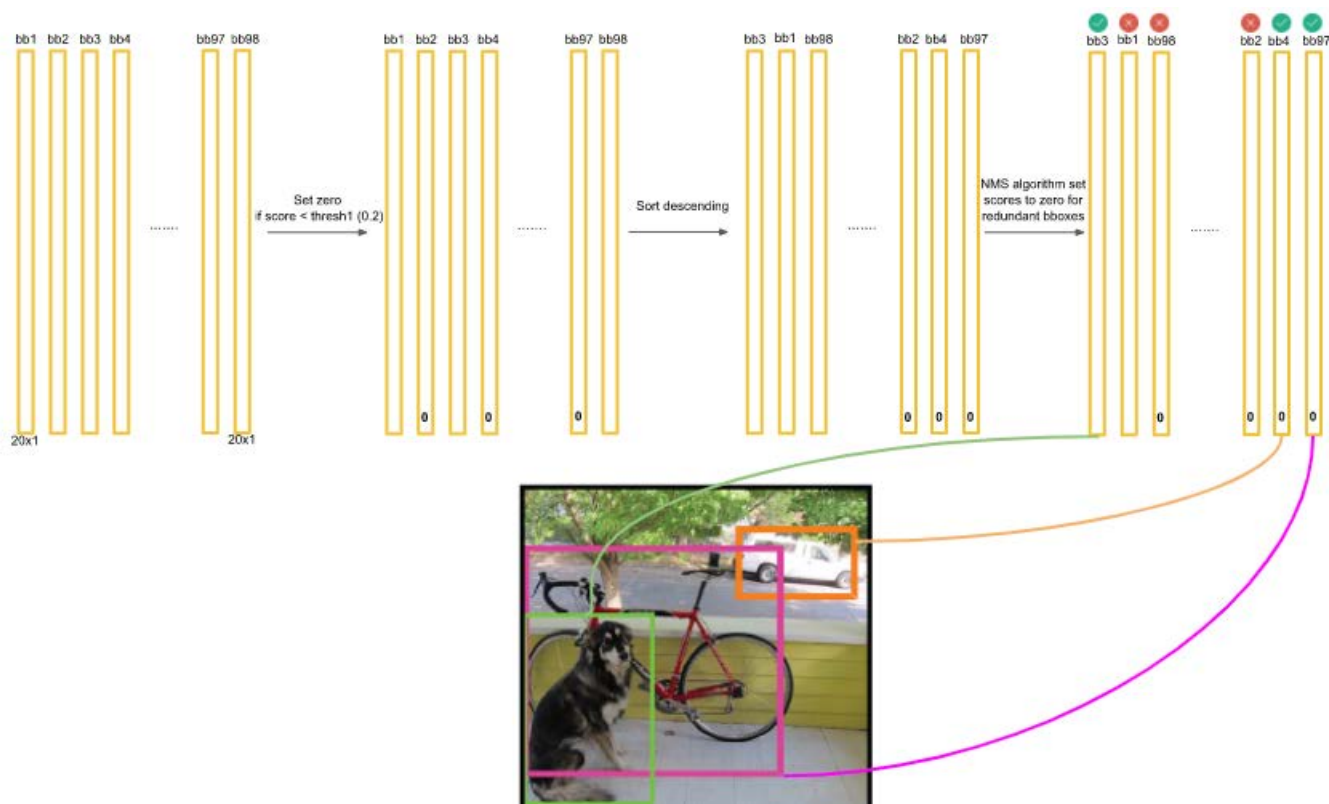 bb1 bb2 bb3 bb4 bb97 bb98 bb1 bb2 bb3 bb4 bb97 bb98 bb3 bb1 bb98 bb2 bb4 bb97 bb3 bb1 bb98 bb2 bb4 bb97
Set zero
if score < thresh1 (0.2)
Sort descending
NMS algorithm set
scores to zero for
redundant bboxes
....... ....... ....... .......
0 0 0 0 0 0 0 0 0 0
20x1 20x1